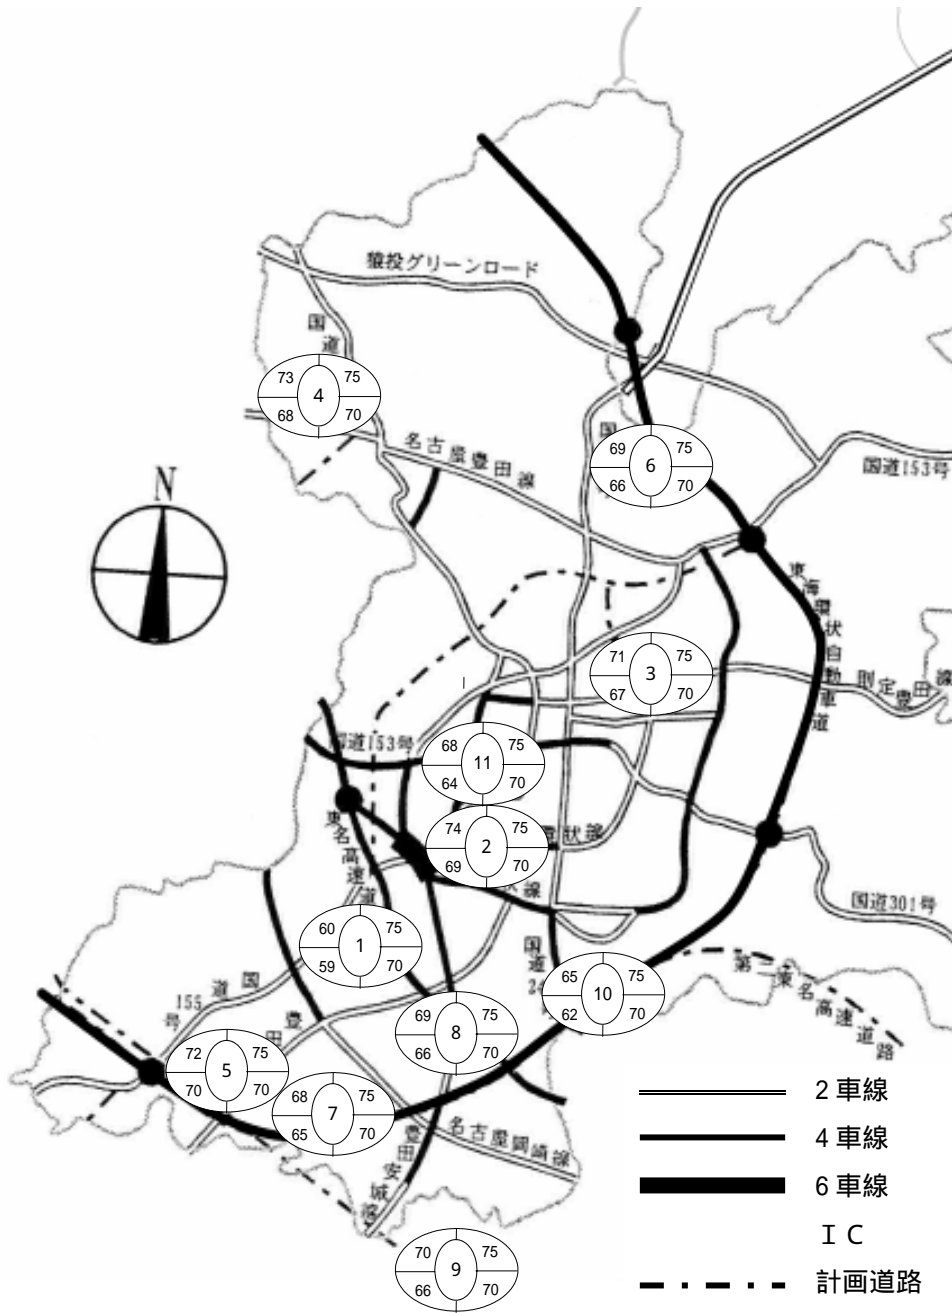 猿投グリーンロード
国
道
73 75
4
68 70
名古屋豊田線
国
69 75
6
66 70
国道153号
N
東海環状自動車道
71 75
3
67 70
則定豊田線
国道153号
68 75
11
64 70
74 75
2
69 70
環状線
線
東名高速道
国道301号
60 75
1
59 70
国道
155
号
国道
24
65 75
10
62 70
第二東名高速道路
豊
田
69 75
8
66 70
72 75
5
70 70
68 75
7
65 70
豊田安城線
名古屋岡崎線
70 75
9
66 70
2車線
4車線
6車線
IC
計画道路